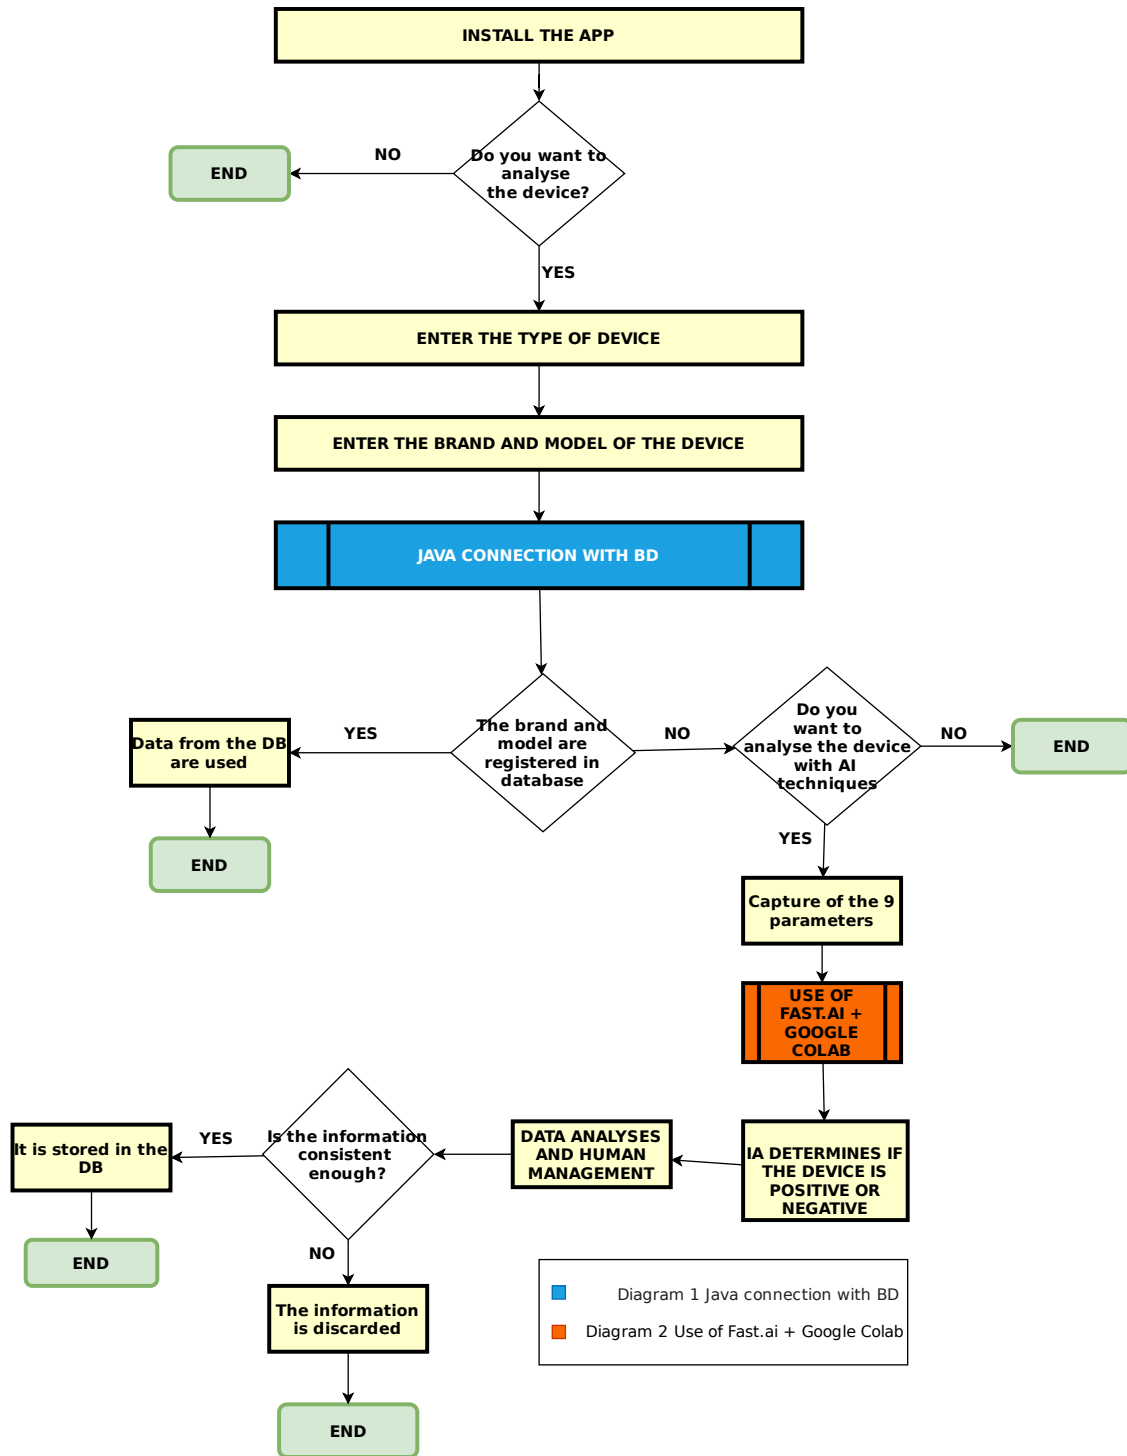 INSTALL THE APP
Do you want to
analyse
the device?
NO
END
YES
ENTER THE TYPE OF DEVICE
ENTER THE BRAND AND MODEL OF THE DEVICE
JAVA CONNECTION WITH BD
The brand and
model are
registered in
database
YES
Data from the DB
are used
END
NO
Do you
want to
analyse the device
with AI
techniques
NO
END
YES
Capture of the 9
parameters
USE OF
FAST.AI +
GOOGLE
COLAB
IA DETERMINES IF
THE DEVICE IS
POSITIVE OR
NEGATIVE
DATA ANALYSES
AND HUMAN
MANAGEMENT
Is the information
consistent
enough?
YES
It is stored in the
DB
END
NO
The information
is discarded
END
Diagram 1 Java connection with BD
Diagram 2 Use of Fast.ai + Google Colab